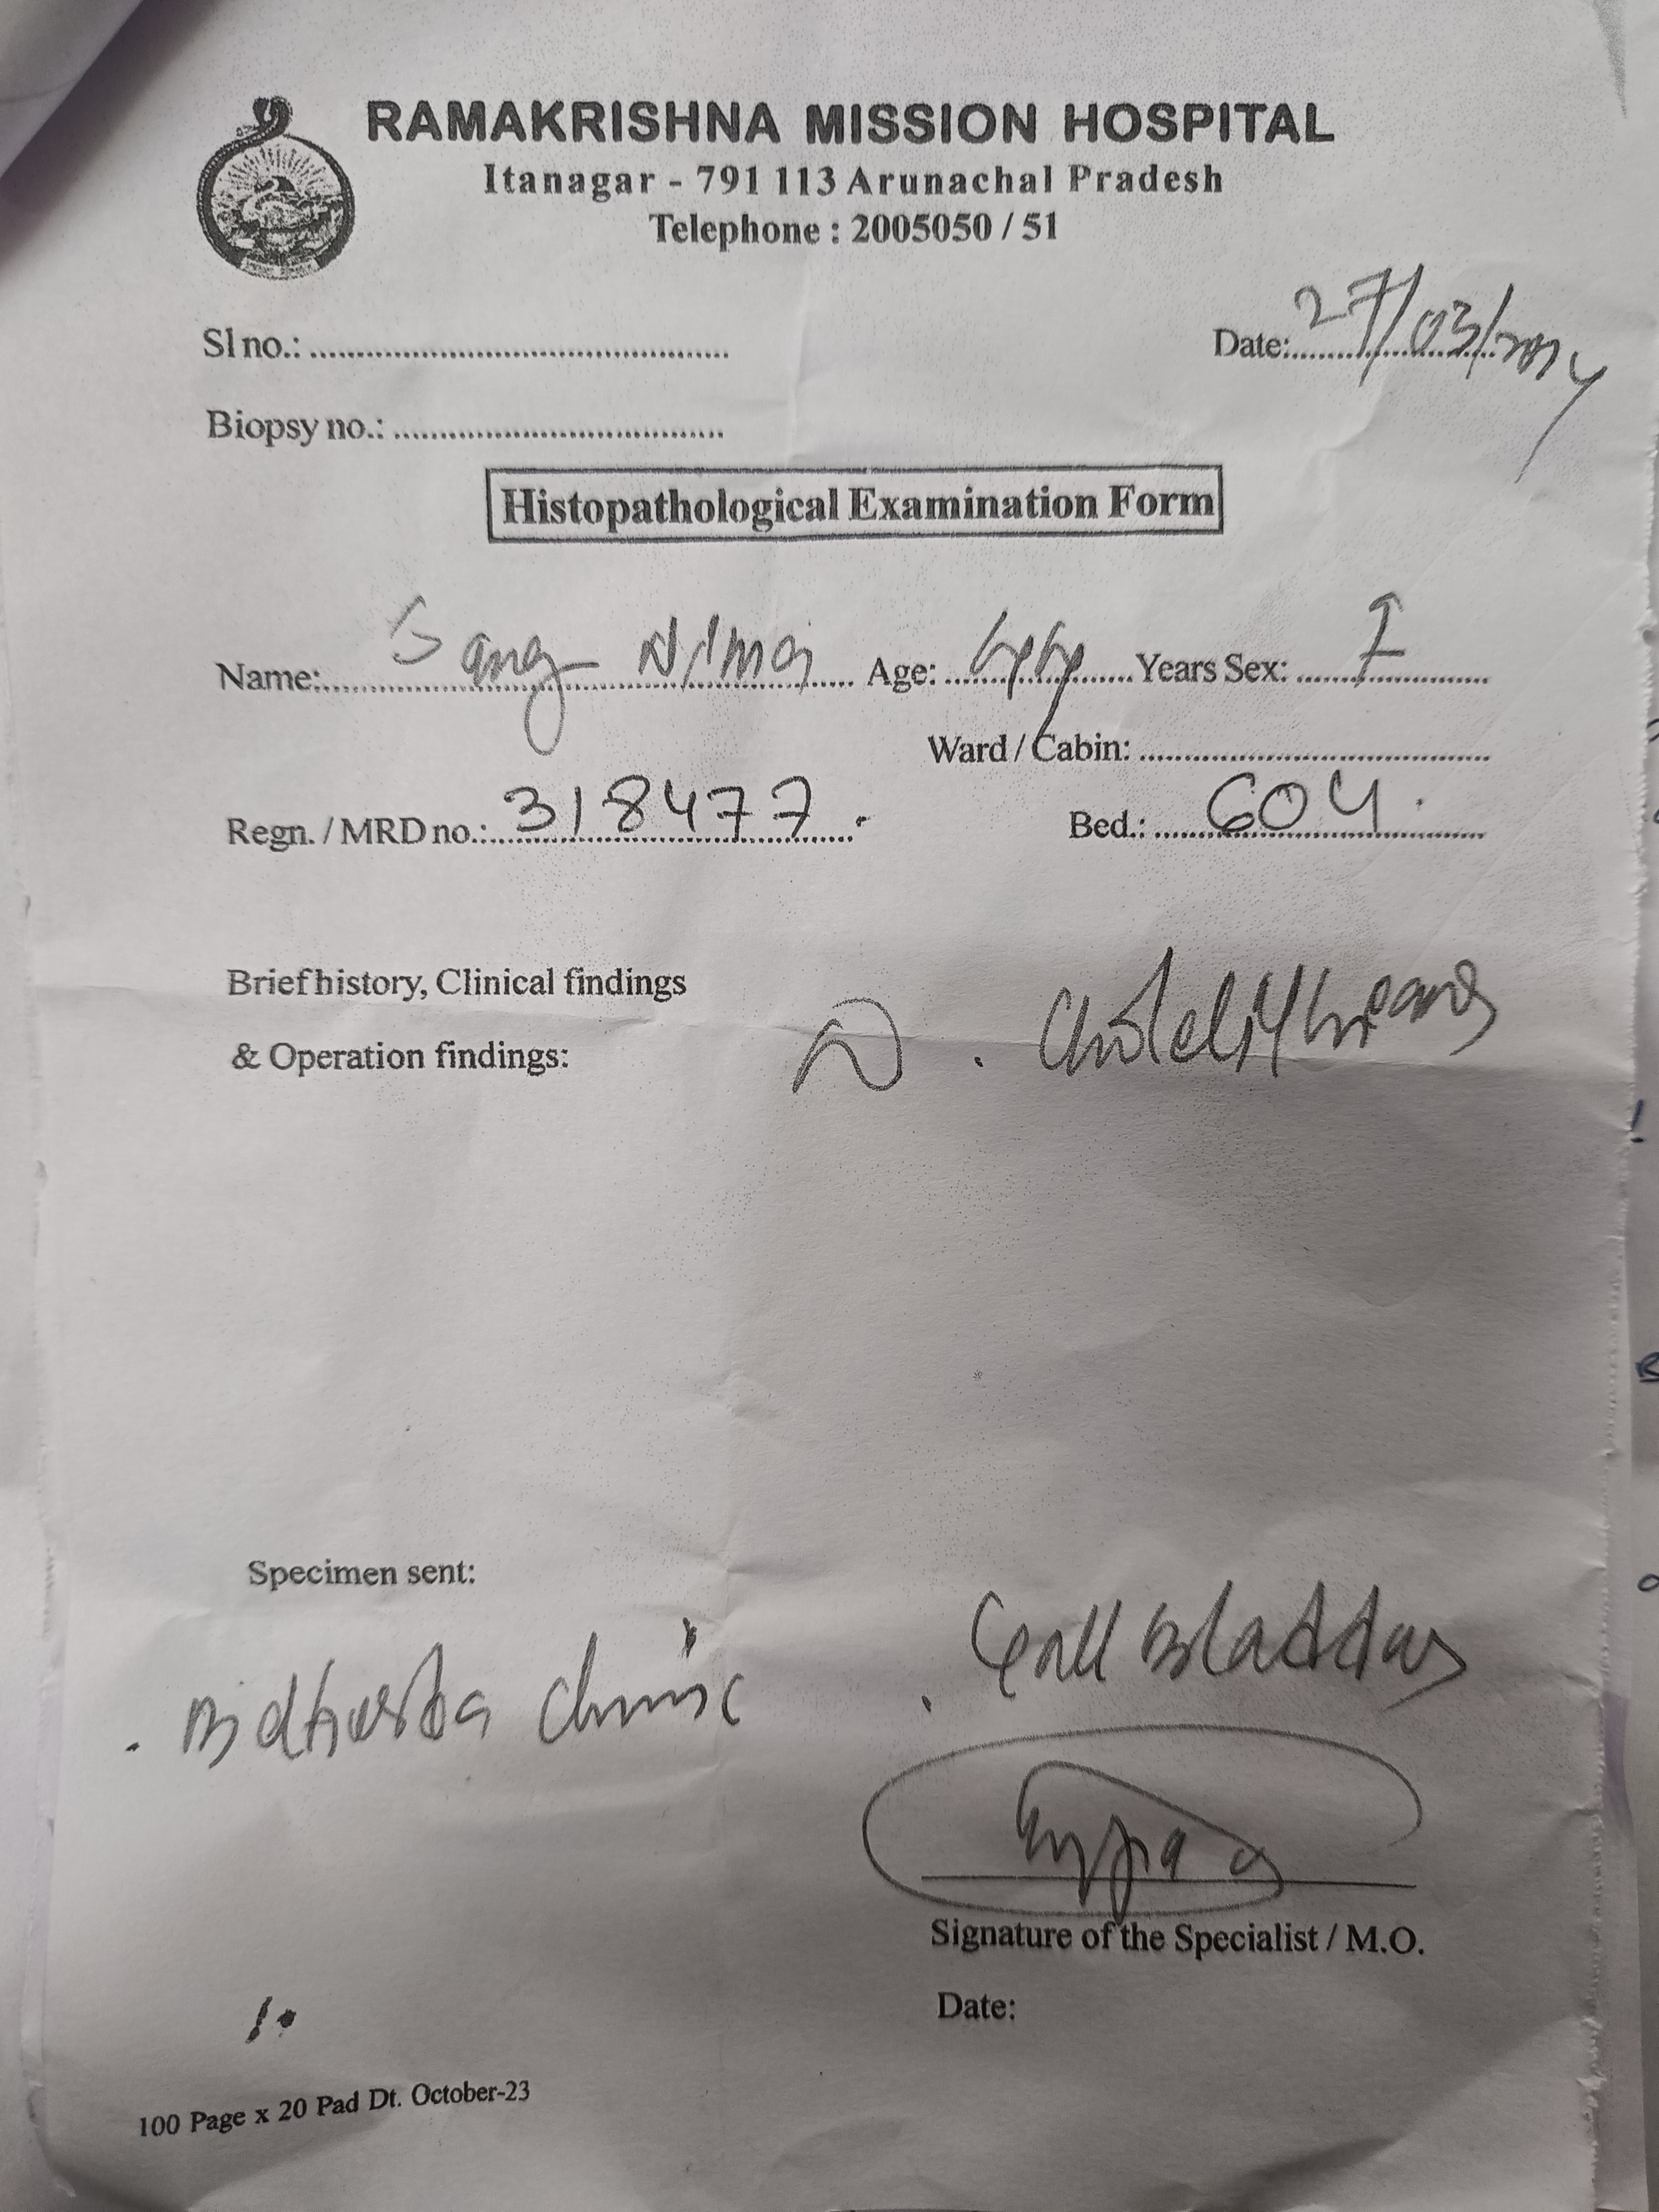 RAMAKRISHNA MISSION HOSPITAL
Itanagar - 791 113 Arunachal Pradesh
Telephone : 2005050 / 51
Sl no.: Date: 27/03/2024
Biopsy no.:
Histopathological Examination Form
Name: Age: Years Sex: F
Ward / Cabin:
Regn. / MRD no.: 318477. Bed.: 604.
Brief history, Clinical findings
& Operation findings:
Specimen sent:
Gall Bladder
Signature of the Specialist / M.O.
Date:
100 Page x 20 Pad Dt. October-23